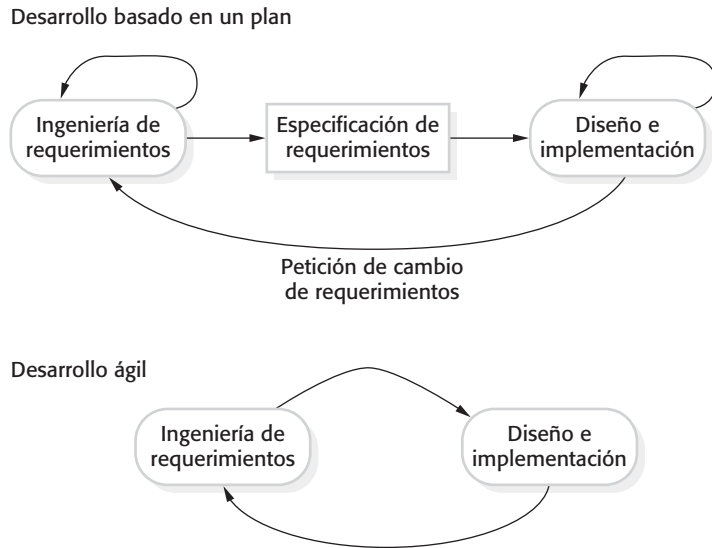 Desarrollo basado en un plan
Ingeniería de
requerimientos
Especificación de
requerimientos
Diseño e
implementación
Petición de cambio
de requerimientos
Desarrollo ágil
Ingeniería de
requerimientos
Diseño e
implementación